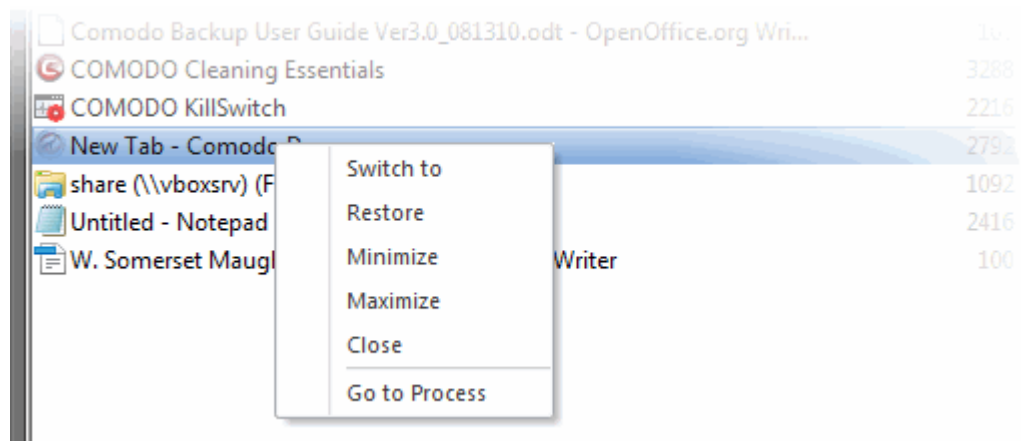 Comodo Backup User Guide Ver3.0_081310.odt - OpenOffice.org Wri...
COMODO Cleaning Essentials 3288
COMODO KillSwitch 2216
New Tab - Comodo 2792
share (\\vboxsrv) (F 1092
Untitled - Notepad 2416
W. Somerset Maugh Writer 100
Switch to
Restore
Minimize
Maximize
Close
Go to Process